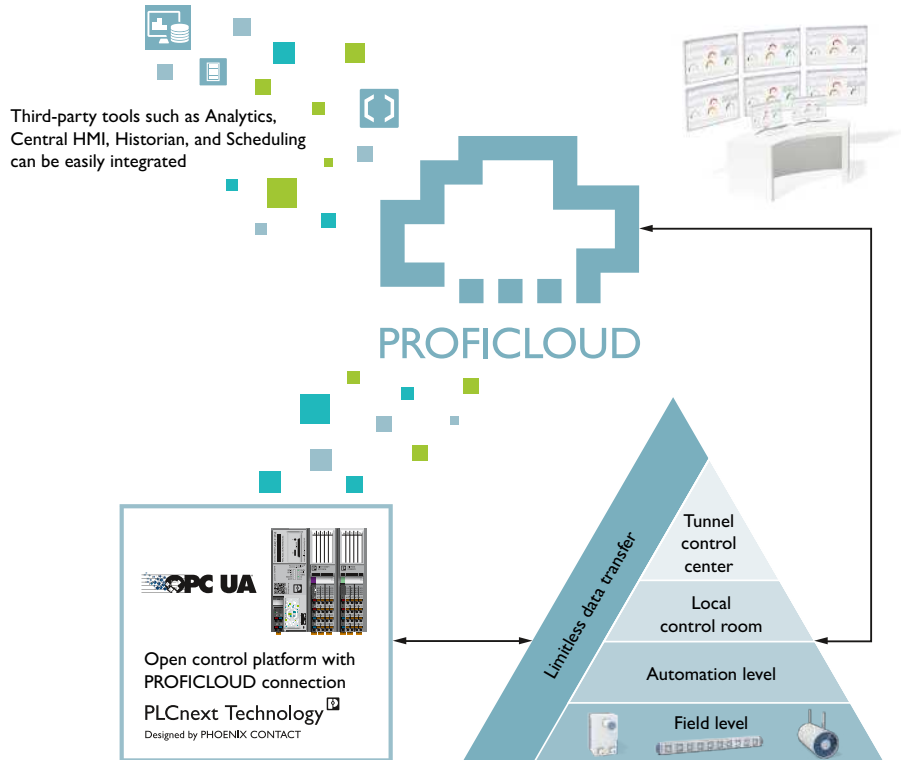 Third-party tools such as Analytics,
Central HMI, Historian, and Scheduling
can be easily integrated
PROFICLOUD
OPC UA
Open control platform with
PROFICLOUD connection
PLCnext Technology
Designed by PHOENIX CONTACT
Limitless data transfer
Tunnel
control
center
Local
control room
Automation level
Field level